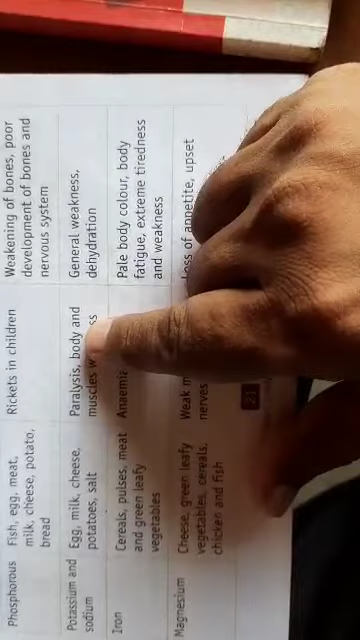 Phosphorous
Fish, egg, meat,
milk, cheese, potato,
bread
Rickets in children
Weakening of bones, poor
development of bones and
nervous system
Potassium and
sodium
Egg, milk, cheese,
potatoes, salt
Paralysis, body and
muscles
General weakness,
dehydration
Iron
Cereals, pulses, meat
and green leafy
vegetables
Anaemia
Pale body colour, body
fatigue, extreme tiredness
and weakness
Magnesium
Cheese, green leafy
vegetables, cereals,
chicken and fish
Weak
nerves
Loss of appetite, upset